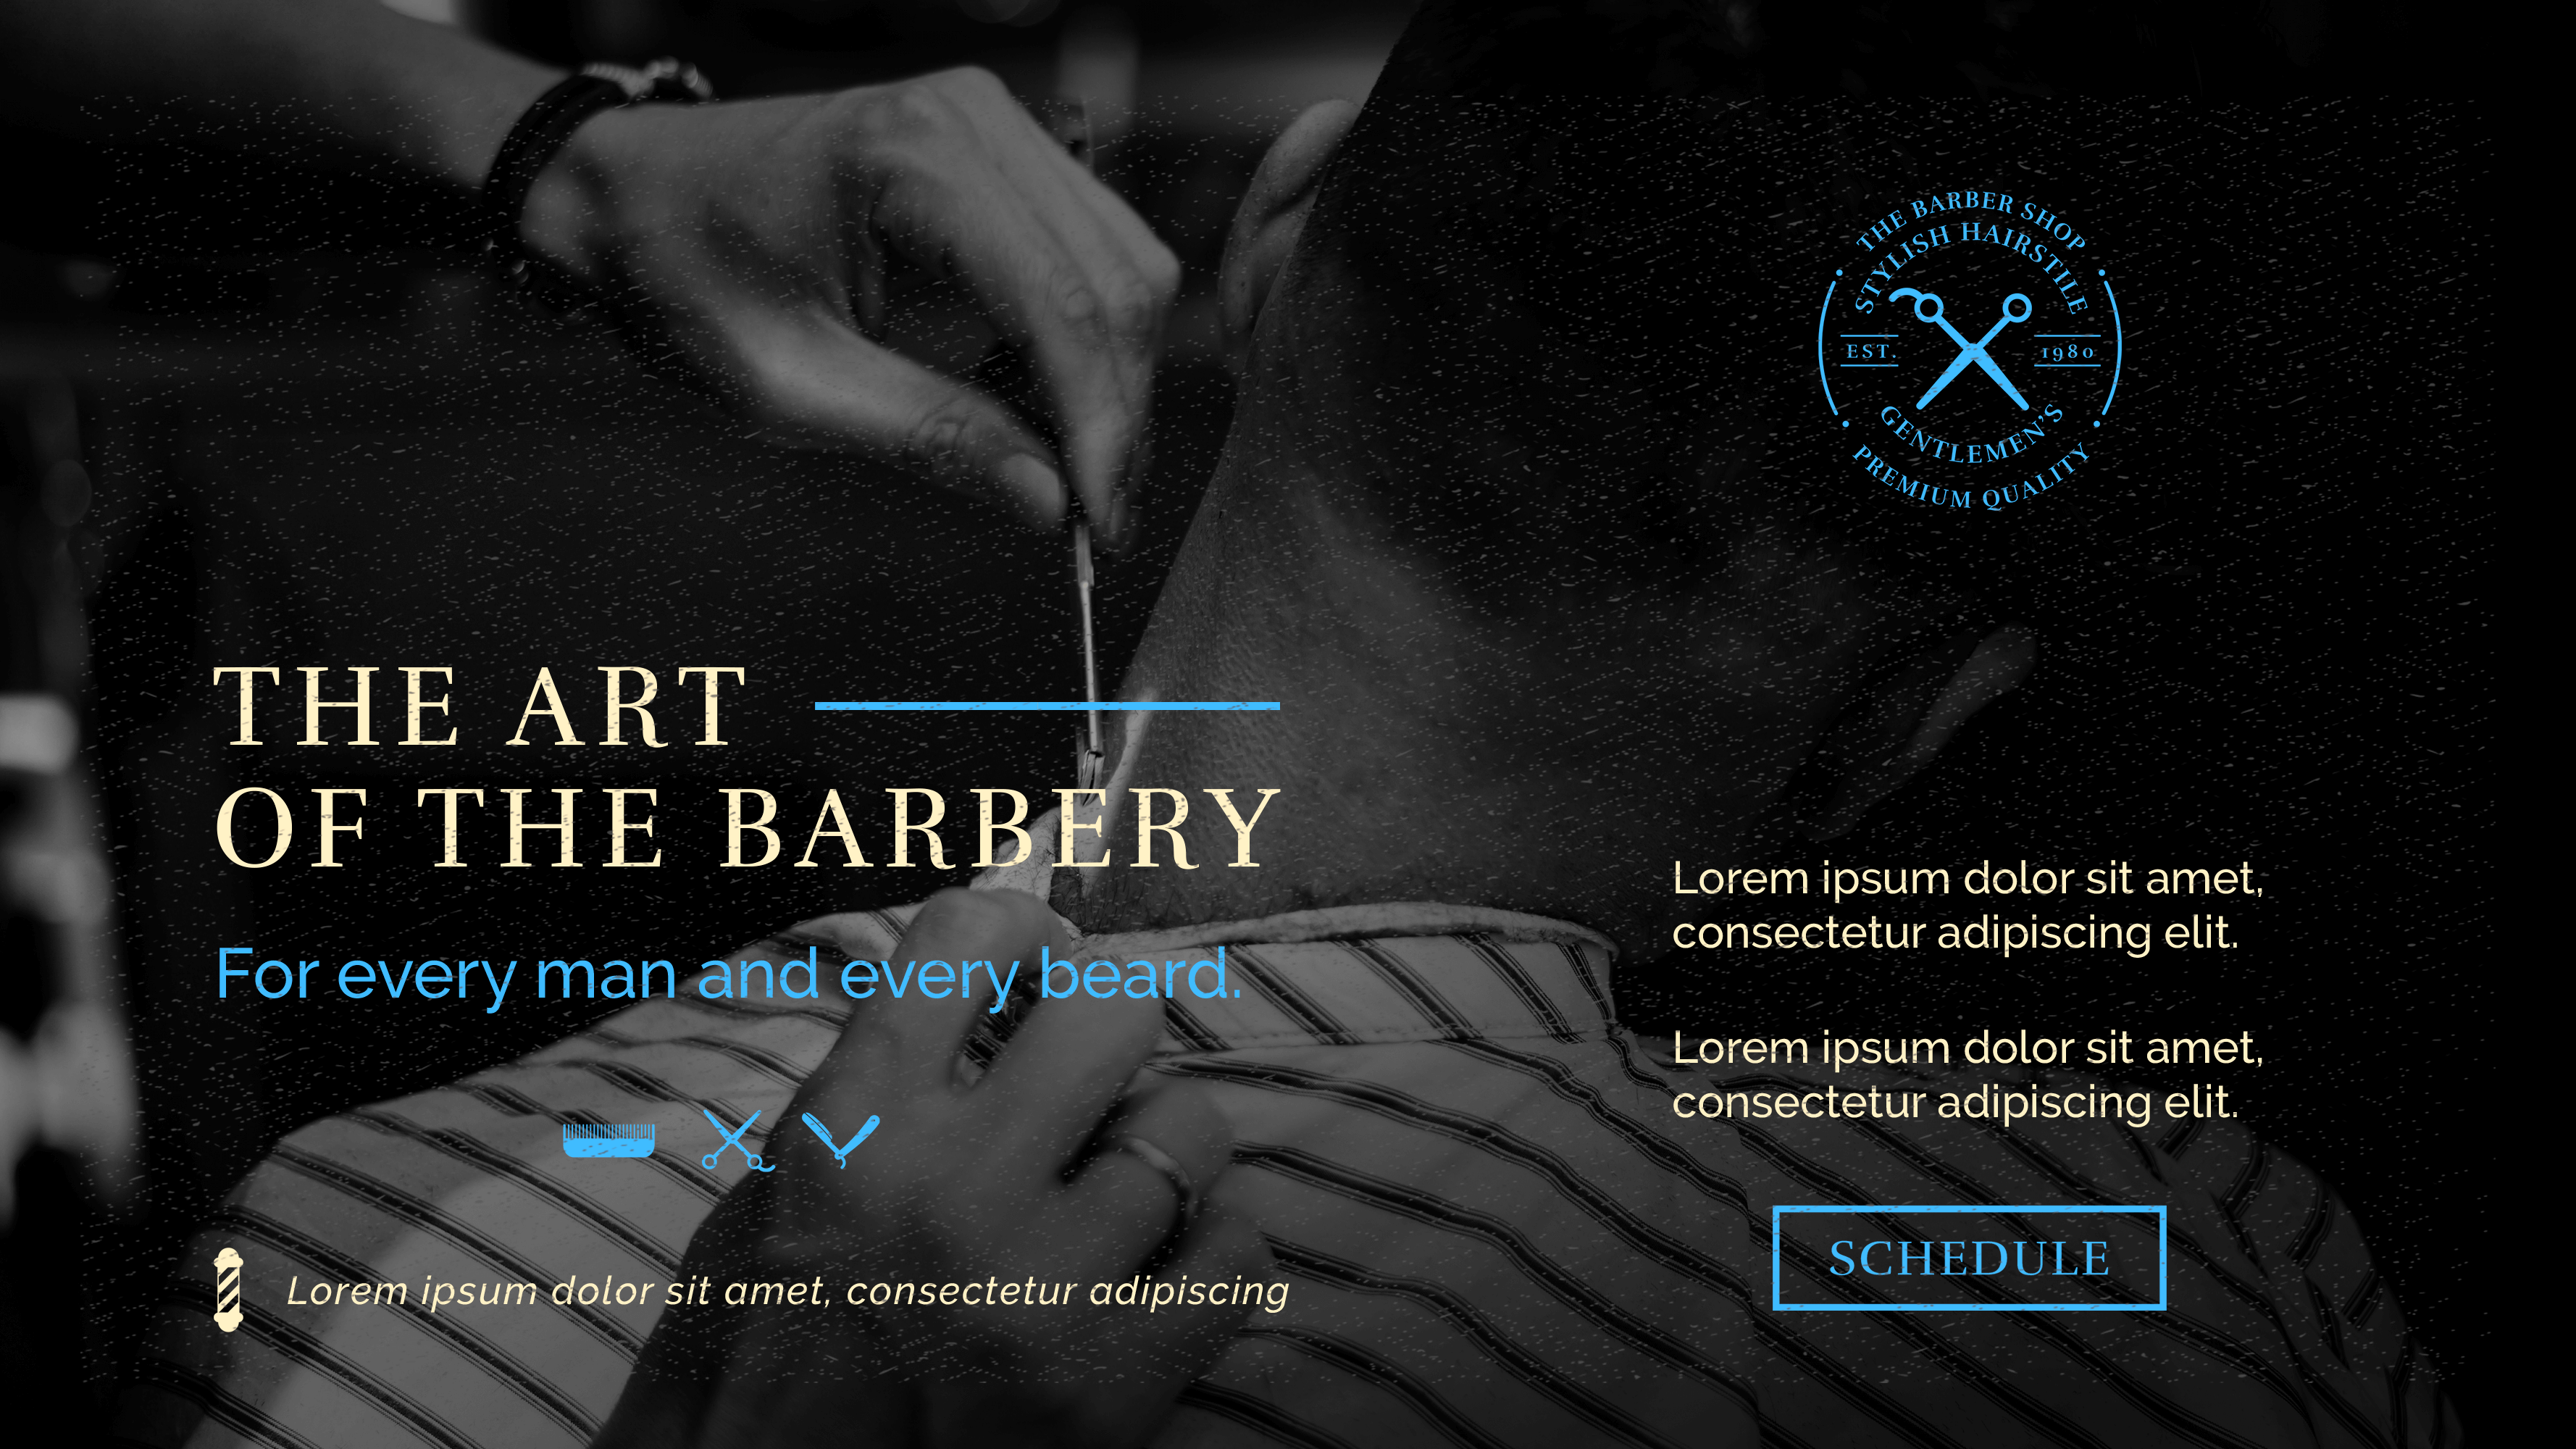 THE BARBER SHOP
STYLISH HAIRSTILE
EST. 1980
GENTLEMEN'S
PREMIUM QUALITY
THE ART
OF THE BARBERY
For every man and every beard.
Lorem ipsum dolor sit amet, consectetur adipiscing
Lorem ipsum dolor sit amet,
consectetur adipiscing elit.
Lorem ipsum dolor sit amet,
consectetur adipiscing elit.
SCHEDULE